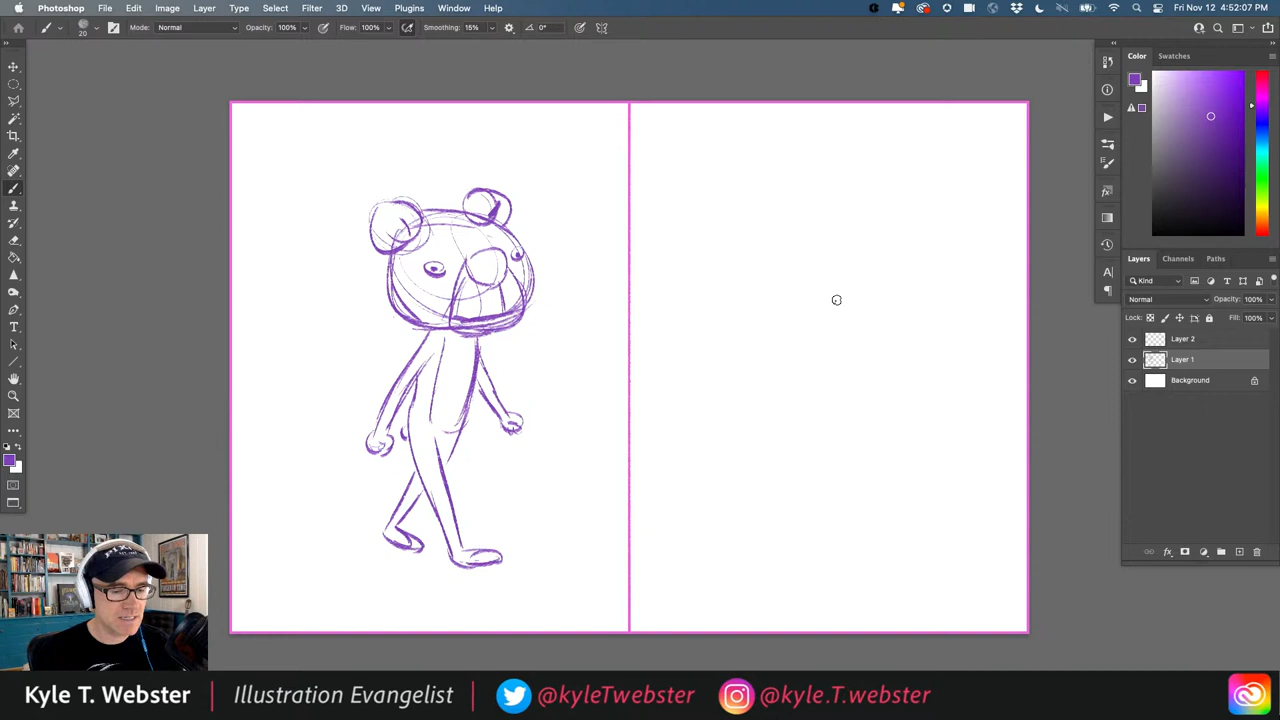 Photoshop File Edit Image Layer Type Select Filter 3D View Plugins Window Help Fri Nov 12 4:52:07 PM
20 Mode: Normal Opacity: 100% Flow: 100% Smoothing: 15% 0°
Color Swatches
Layers Channels Paths
Kind
Normal Opacity: 100%
Lock: Fill: 100%
Layer 2
Layer 1
Background
Kyle T. Webster | Illustration Evangelist @kyleTwebster | @kyle.T.webster